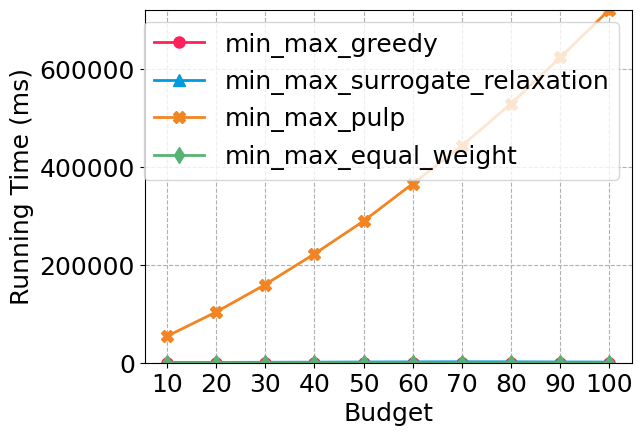 min_max_greedy
min_max_surrogate_relaxation
min_max_pulp
min_max_equal_weight
Running Time (ms)
600000
400000
200000
0
10 20 30 40 50 60 70 80 90 100
Budget